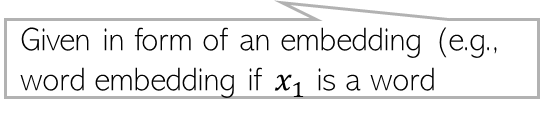 Given in form of an embedding (e.g.,
word embedding if x₁ is a word